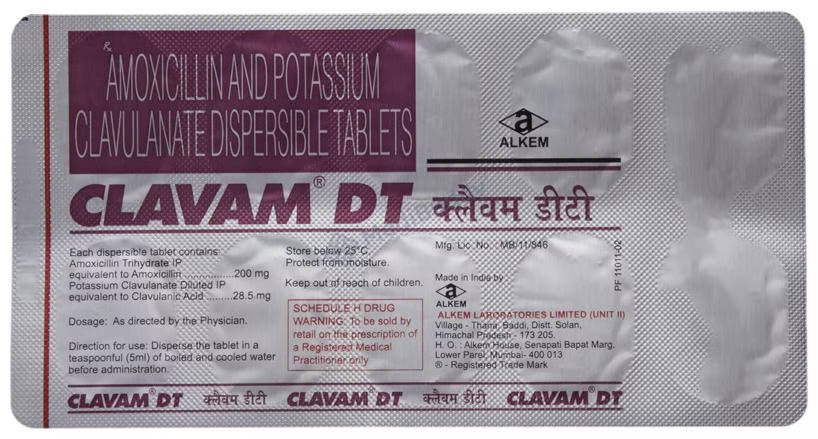 Rx
AMOXICILLIN AND POTASSIUM
CLAVULANATE DISPERSIBLE TABLETS
a
ALKEM
CLAVAM® DT क्लैवम डीटी
Each dispersible tablet contains:
Amoxicillin Trihydrate IP
equivalent to Amoxicillin ...............200 mg
Potassium Clavulanate Diluted IP
equivalent to Clavulanic Acid .........28.5 mg
Dosage: As directed by the Physician.
Direction for use: Disperse the tablet in a
teaspoonful (5ml) of boiled and cooled water
before administration.
Store below 25°C.
Protect from moisture.
Keep out of reach of children.
SCHEDULE H DRUG
WARNING: To be sold by
retail on the prescription of
a Registered Medical
Practitioner only
Mfg. Lic. No. : MB/11/846
Made in India by :
a
ALKEM
ALKEM LABORATORIES LIMITED (UNIT II)
Village - Thana, Baddi, Distt. Solan,
Himachal Pradesh - 173 205.
H. O. : Alkem House, Senapati Bapat Marg,
Lower Parel, Mumbai- 400 013
® - Registered Trade Mark
PF 11011-02
CLAVAM® DT क्लैवम डीटी CLAVAM® DT क्लैवम डीटी CLAVAM® DT